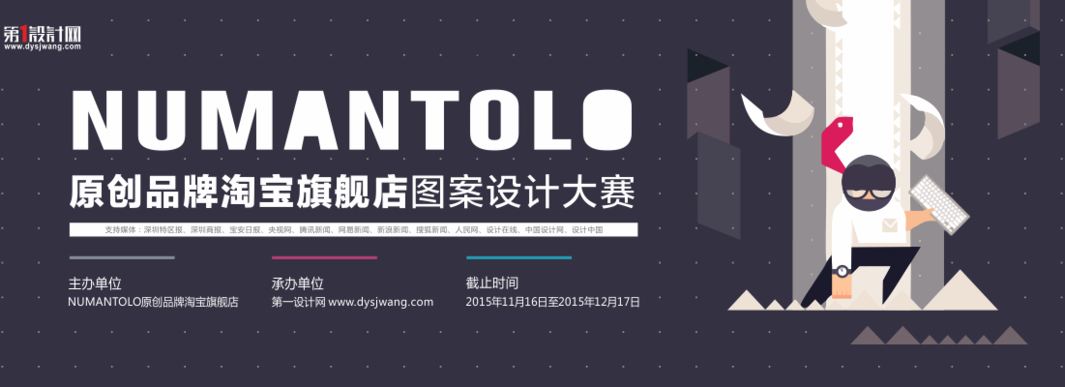 第1设計网
www.dysjwang.com
NUMANTOLO
原创品牌淘宝旗舰店图案设计大赛
支持媒体：深圳特区报、深圳商报、宝安日报、央视网、腾讯新闻、网易新闻、新浪新闻、搜狐新闻、人民网、设计在线、中国设计网、设计中国
主办单位
NUMANTOLO原创品牌淘宝旗舰店
承办单位
第一设计网 www.dysjwang.com
截止时间
2015年11月16日至2015年12月17日